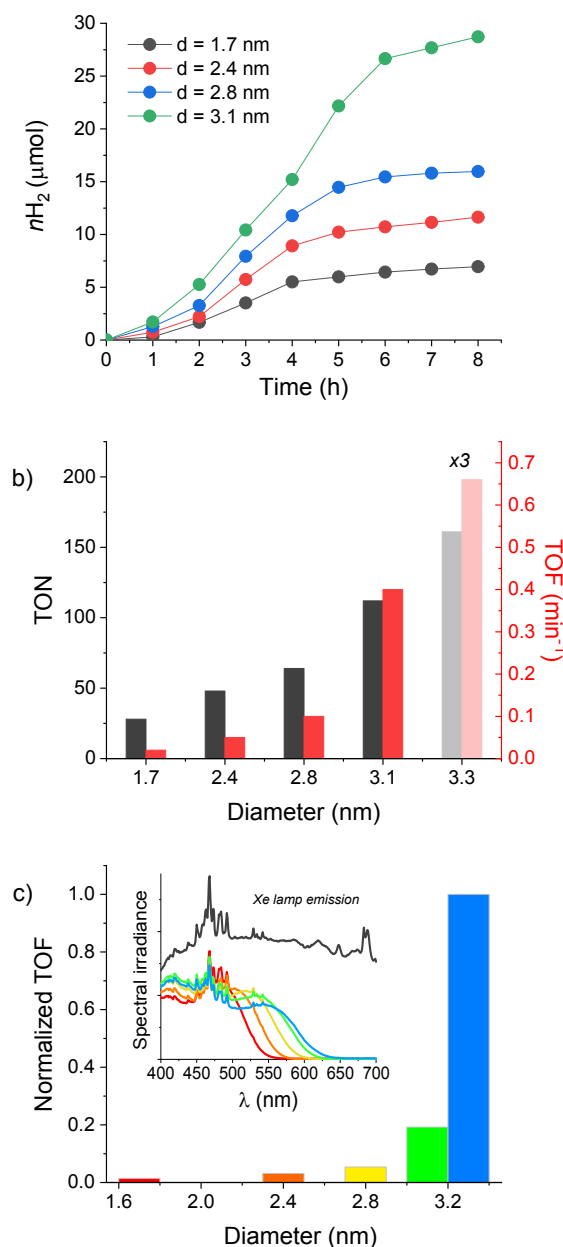 30
25
20
15
10
5
0
nH₂ (μmol)
d = 1.7 nm
d = 2.4 nm
d = 2.8 nm
d = 3.1 nm
0 1 2 3 4 5 6 7 8
Time (h)
b)
200
150
100
50
0
TON
x3
0.7
0.6
0.5
0.4
0.3
0.2
0.1
0.0
TOF (min⁻¹)
1.7 2.4 2.8 3.1 3.3
Diameter (nm)
c)
1.0
0.8
0.6
0.4
0.2
0.0
Normalized TOF
Xe lamp emission
Spectral irradiance
400 450 500 550 600 650 700
λ (nm)
1.6 2.0 2.4 2.8 3.2
Diameter (nm)